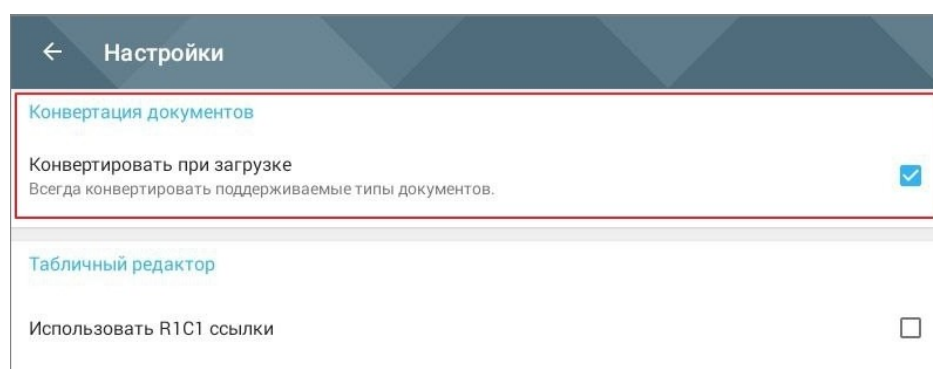 Настройки
Конвертация документов
Конвертировать при загрузке
Всегда конвертировать поддерживаемые типы документов.
Табличный редактор
Использовать R1C1 ссылки